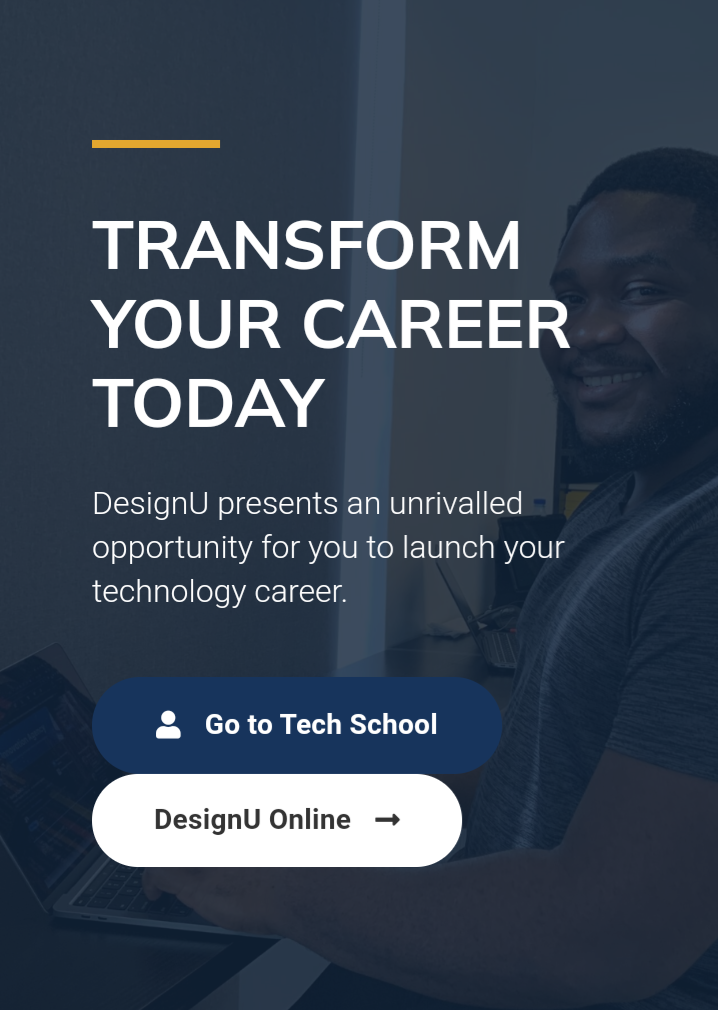 TRANSFORM
YOUR CAREER
TODAY
DesignU presents an unrivalled
opportunity for you to launch your
technology career.
Go to Tech School
DesignU Online